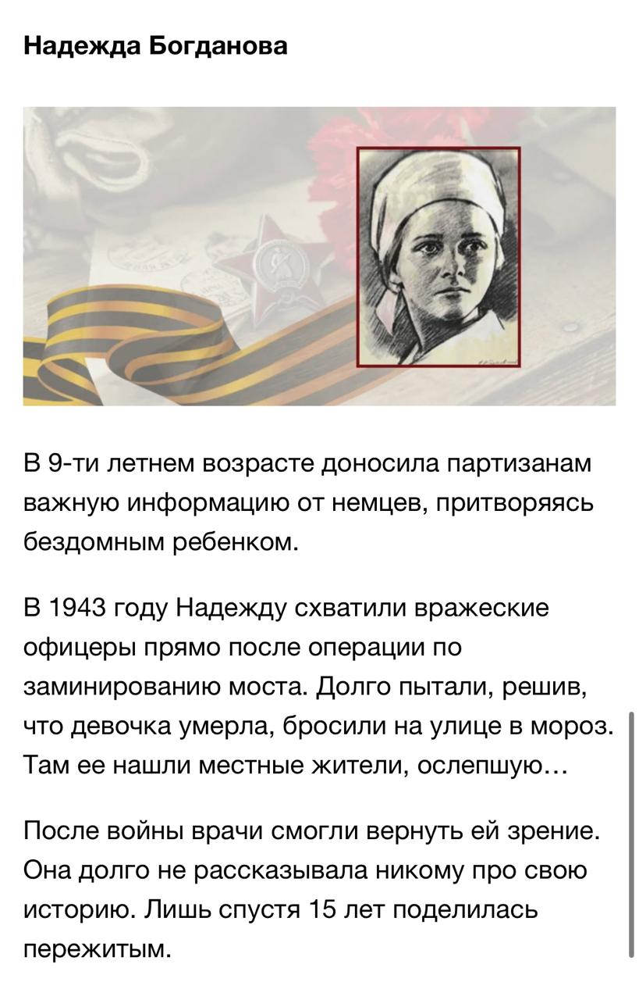 Надежда Богданова
В 9-ти летнем возрасте доносила партизанам
важную информацию от немцев, притворяясь
бездомным ребенком.
В 1943 году Надежду схватили вражеские
офицеры прямо после операции по
заминированию моста. Долго пытали, решив,
что девочка умерла, бросили на улице в мороз.
Там ее нашли местные жители, ослепшую...
После войны врачи смогли вернуть ей зрение.
Она долго не рассказывала никому про свою
историю. Лишь спустя 15 лет поделилась
пережитым.